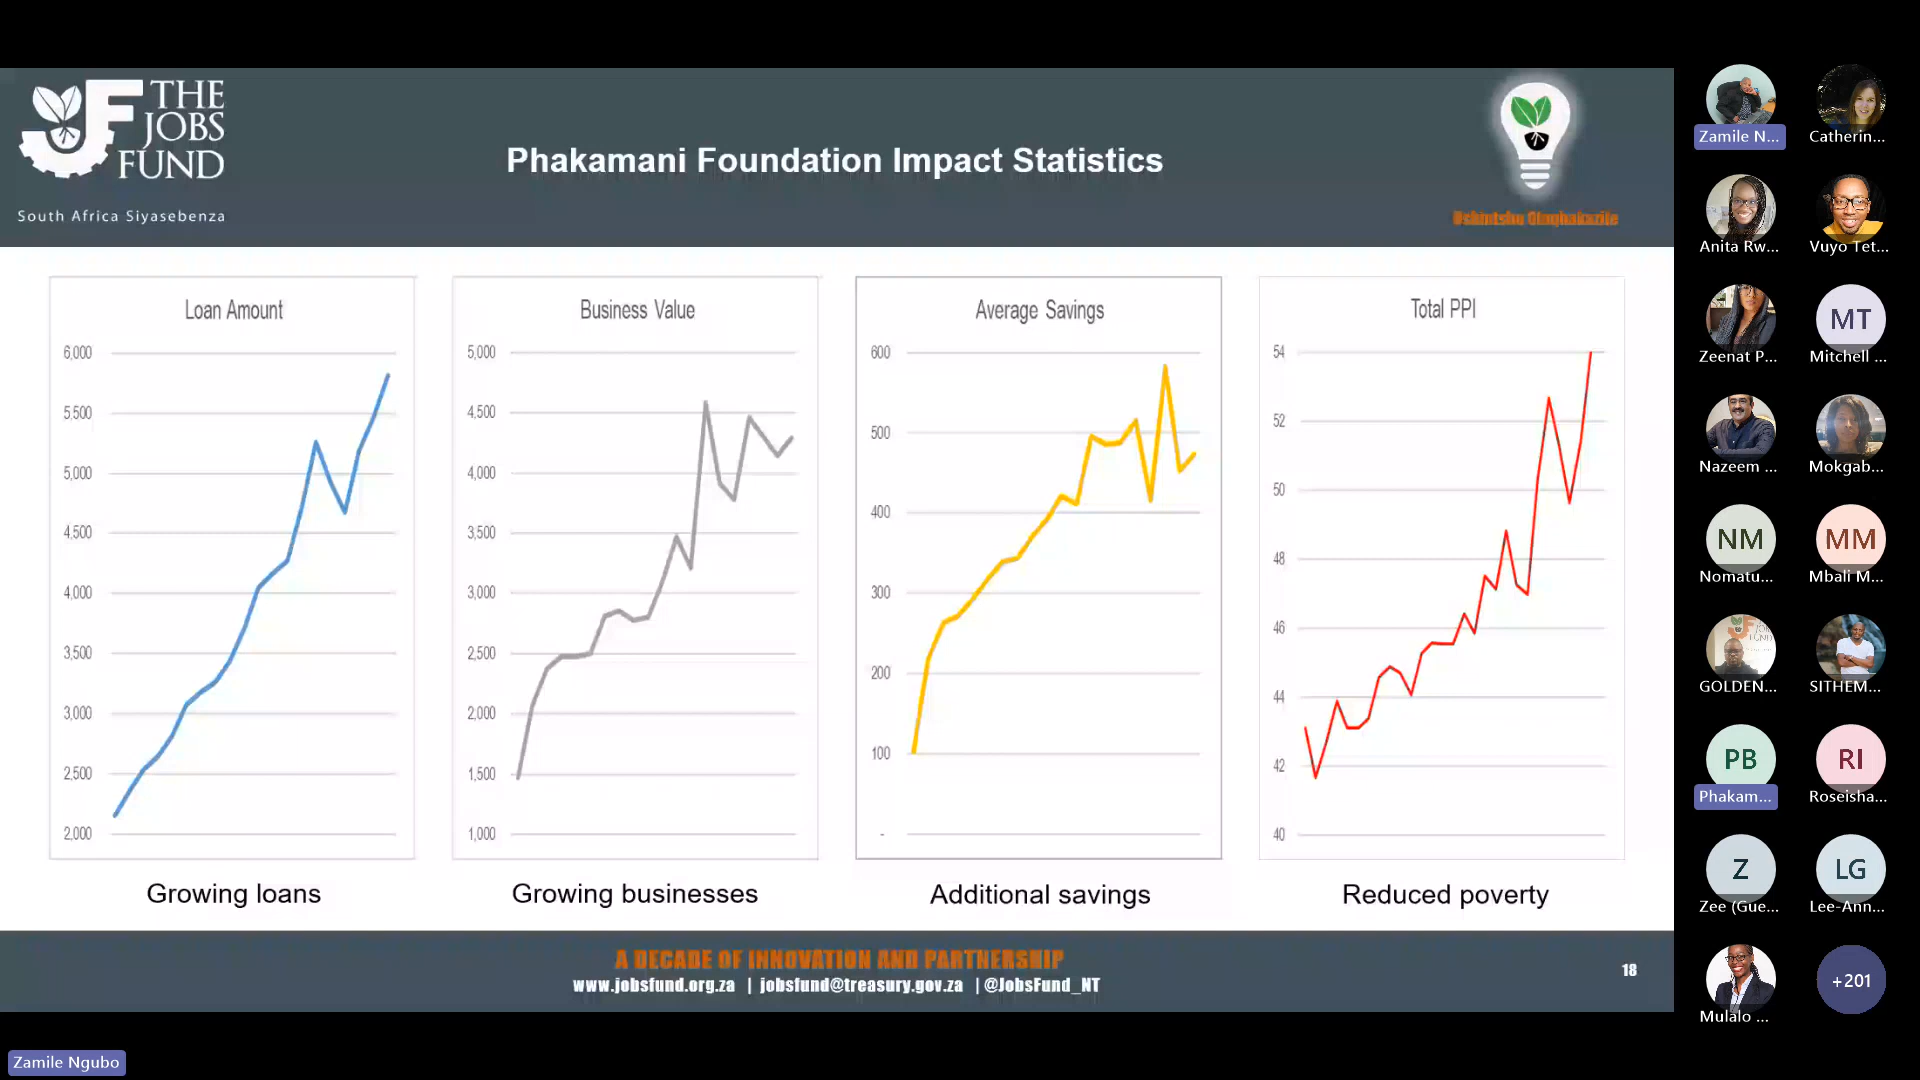 THE
JOBS
FUND
South Africa Siyasebenza
Phakamani Foundation Impact Statistics
Loan Amount
6,000
5,500
5,000
4,500
4,000
3,500
3,000
2,500
2,000
Growing loans
Business Value
5,000
4,500
4,000
3,500
3,000
2,500
2,000
1,500
1,000
Growing businesses
Average Savings
600
500
400
300
200
100
-
Additional savings
Total PPI
54
52
50
48
46
44
42
40
Reduced poverty
A DECADE OF INNOVATION AND PARTNERSHIP
www.jobsfund.org.za | jobsfund@treasury.gov.za | @JobsFund_NT
18
Zamile N...
Catherin...
Anita Rw...
Vuyo Tet...
Zeenat P...
MT
Mitchell ...
Nazeem ...
Mokgab...
NM
Nomatu...
MM
Mbali M...
GOLDEN...
SITHEM...
PB
Phakam...
RI
Roseisha...
Z
Zee (Gue...
LG
Lee-Ann...
Mulalo ...
+201
Zamile Ngubo